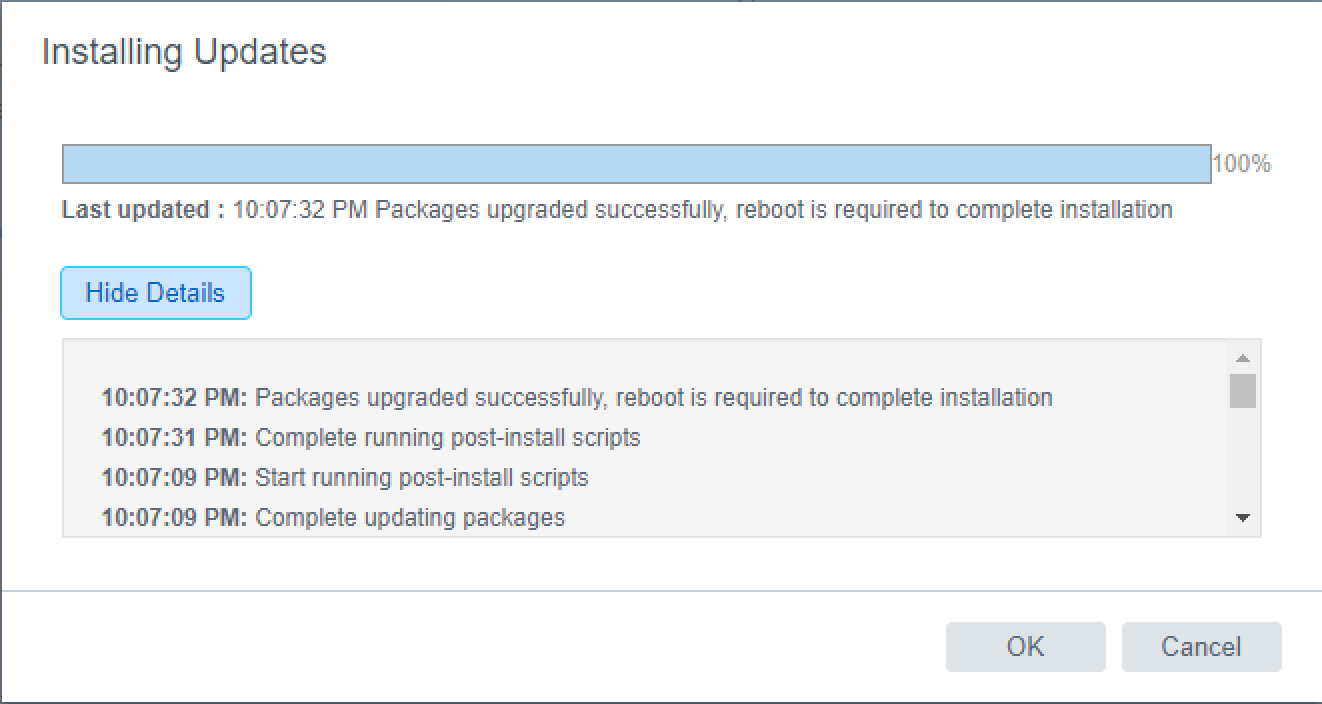 Installing Updates
100%
Last updated : 10:07:32 PM Packages upgraded successfully, reboot is required to complete installation
Hide Details
10:07:32 PM: Packages upgraded successfully, reboot is required to complete installation
10:07:31 PM: Complete running post-install scripts
10:07:09 PM: Start running post-install scripts
10:07:09 PM: Complete updating packages
OK
Cancel